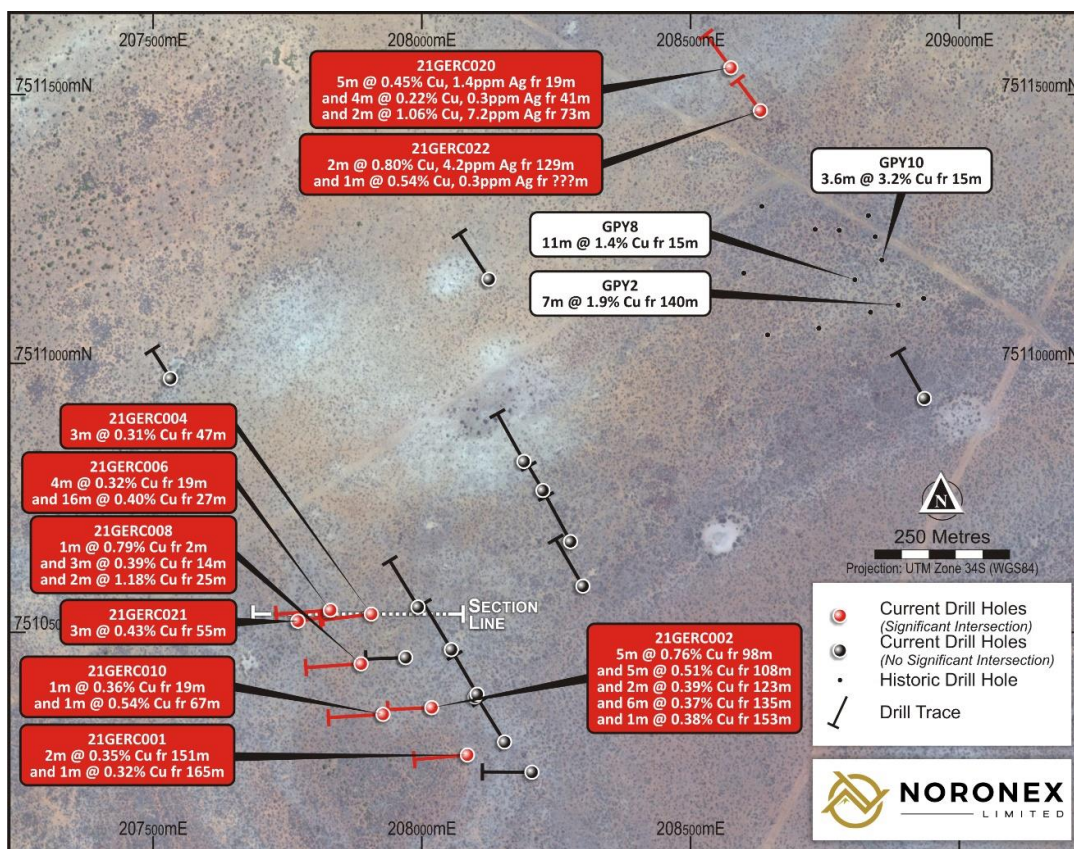 207500mE
208000mE
208500mE
209000mE
7511500mN
7511500mN
21GERC020
5m @ 0.45% Cu, 1.4ppm Ag fr 19m
and 4m @ 0.22% Cu, 0.3ppm Ag fr 41m
and 2m @ 1.06% Cu, 7.2ppm Ag fr 73m
21GERC022
2m @ 0.80% Cu, 4.2ppm Ag fr 129m
and 1m @ 0.54% Cu, 0.3ppm Ag fr ???m
GPY10
3.6m @ 3.2% Cu fr 15m
GPY8
11m @ 1.4% Cu fr 15m
GPY2
7m @ 1.9% Cu fr 140m
7511000mN
7511000mN
21GERC004
3m @ 0.31% Cu fr 47m
21GERC006
4m @ 0.32% Cu fr 19m
and 16m @ 0.40% Cu fr 27m
21GERC008
1m @ 0.79% Cu fr 2m
and 3m @ 0.39% Cu fr 14m
and 2m @ 1.18% Cu fr 25m
21GERC021
3m @ 0.43% Cu fr 55m
21GERC010
1m @ 0.36% Cu fr 19m
and 1m @ 0.54% Cu fr 67m
21GERC001
2m @ 0.35% Cu fr 151m
and 1m @ 0.32% Cu fr 165m
SECTION
LINE
21GERC002
5m @ 0.76% Cu fr 98m
and 5m @ 0.51% Cu fr 108m
and 2m @ 0.39% Cu fr 123m
and 6m @ 0.37% Cu fr 135m
and 1m @ 0.38% Cu fr 153m
N
250 Metres
Projection: UTM Zone 34S (WGS84)
Current Drill Holes
(Significant Intersection)
Current Drill Holes
(No Significant Intersection)
Historic Drill Hole
Drill Trace
NORONEX
LIMITED
207500mE
208000mE
208500mE